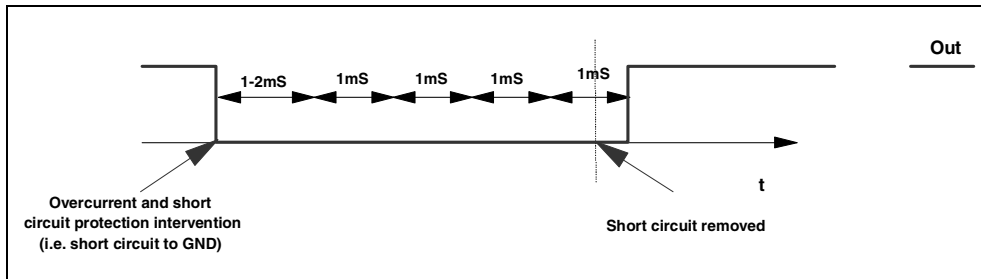 Out
1-2mS 1mS 1mS 1mS 1mS
t
Overcurrent and short
circuit protection intervention
(i.e. short circuit to GND)
Short circuit removed